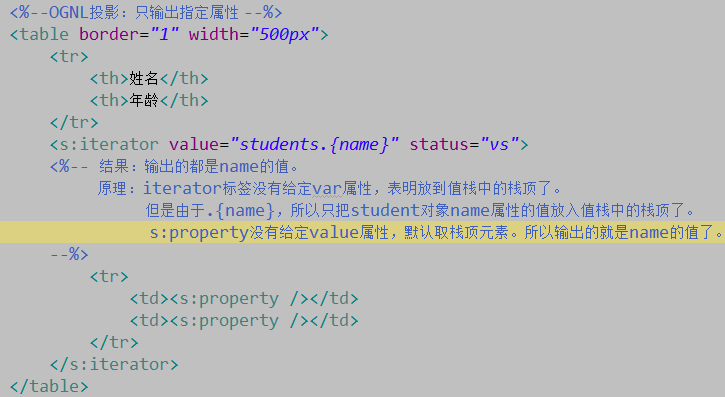 <%--OGNL投影：只输出指定属性 --%>
<table border="1" width="500px">
<tr>
<th>姓名</th>
<th>年龄</th>
</tr>
<s:iterator value="students.{name}" status="vs">
<%-- 结果：输出的都是name的值。
原理：iterator标签没有给定var属性，表明放到值栈中的栈顶了。
但是由于.{name}，所以只把student对象name属性的值放入值栈中的栈顶了。
s:property没有给定value属性，默认取栈顶元素。所以输出的就是name的值了。
--%>
<tr>
<td><s:property /></td>
<td><s:property /></td>
</tr>
</s:iterator>
</table>